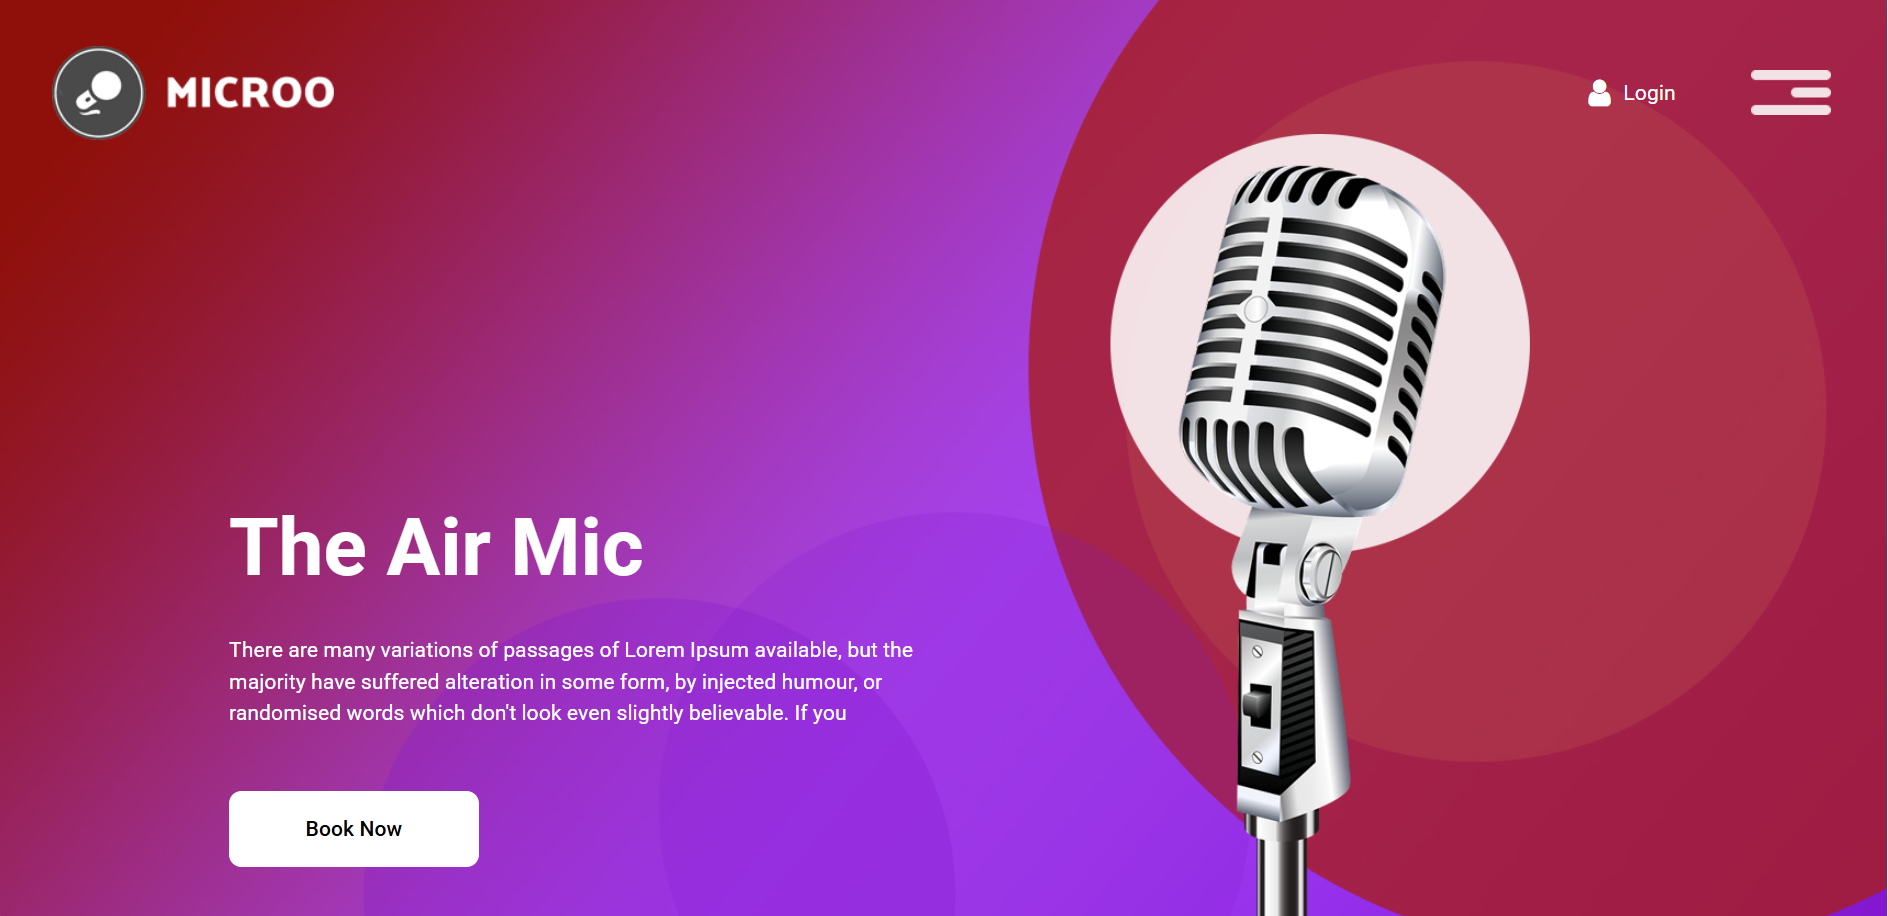 MICROO
Login
The Air Mic
There are many variations of passages of Lorem Ipsum available, but the
majority have suffered alteration in some form, by injected humour, or
randomised words which don't look even slightly believable. If you
Book Now